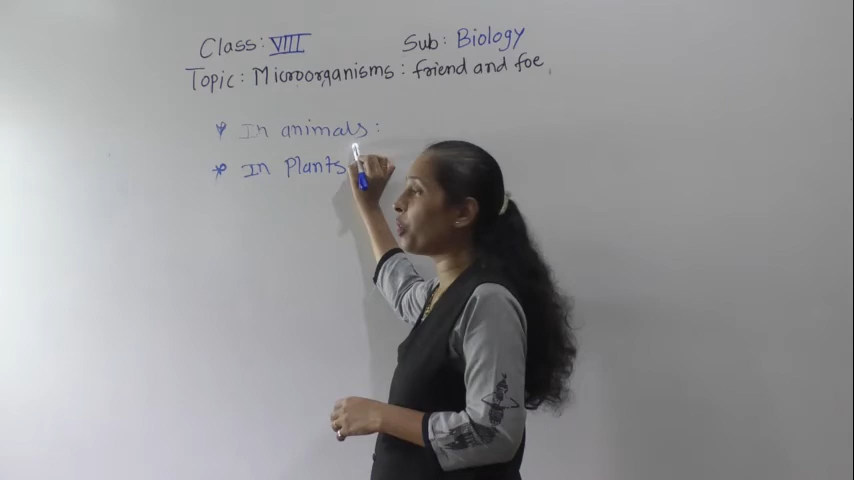 Class: VIII Sub: Biology
Topic: Microorganisms: friend and foe
* In animals:
* In Plants